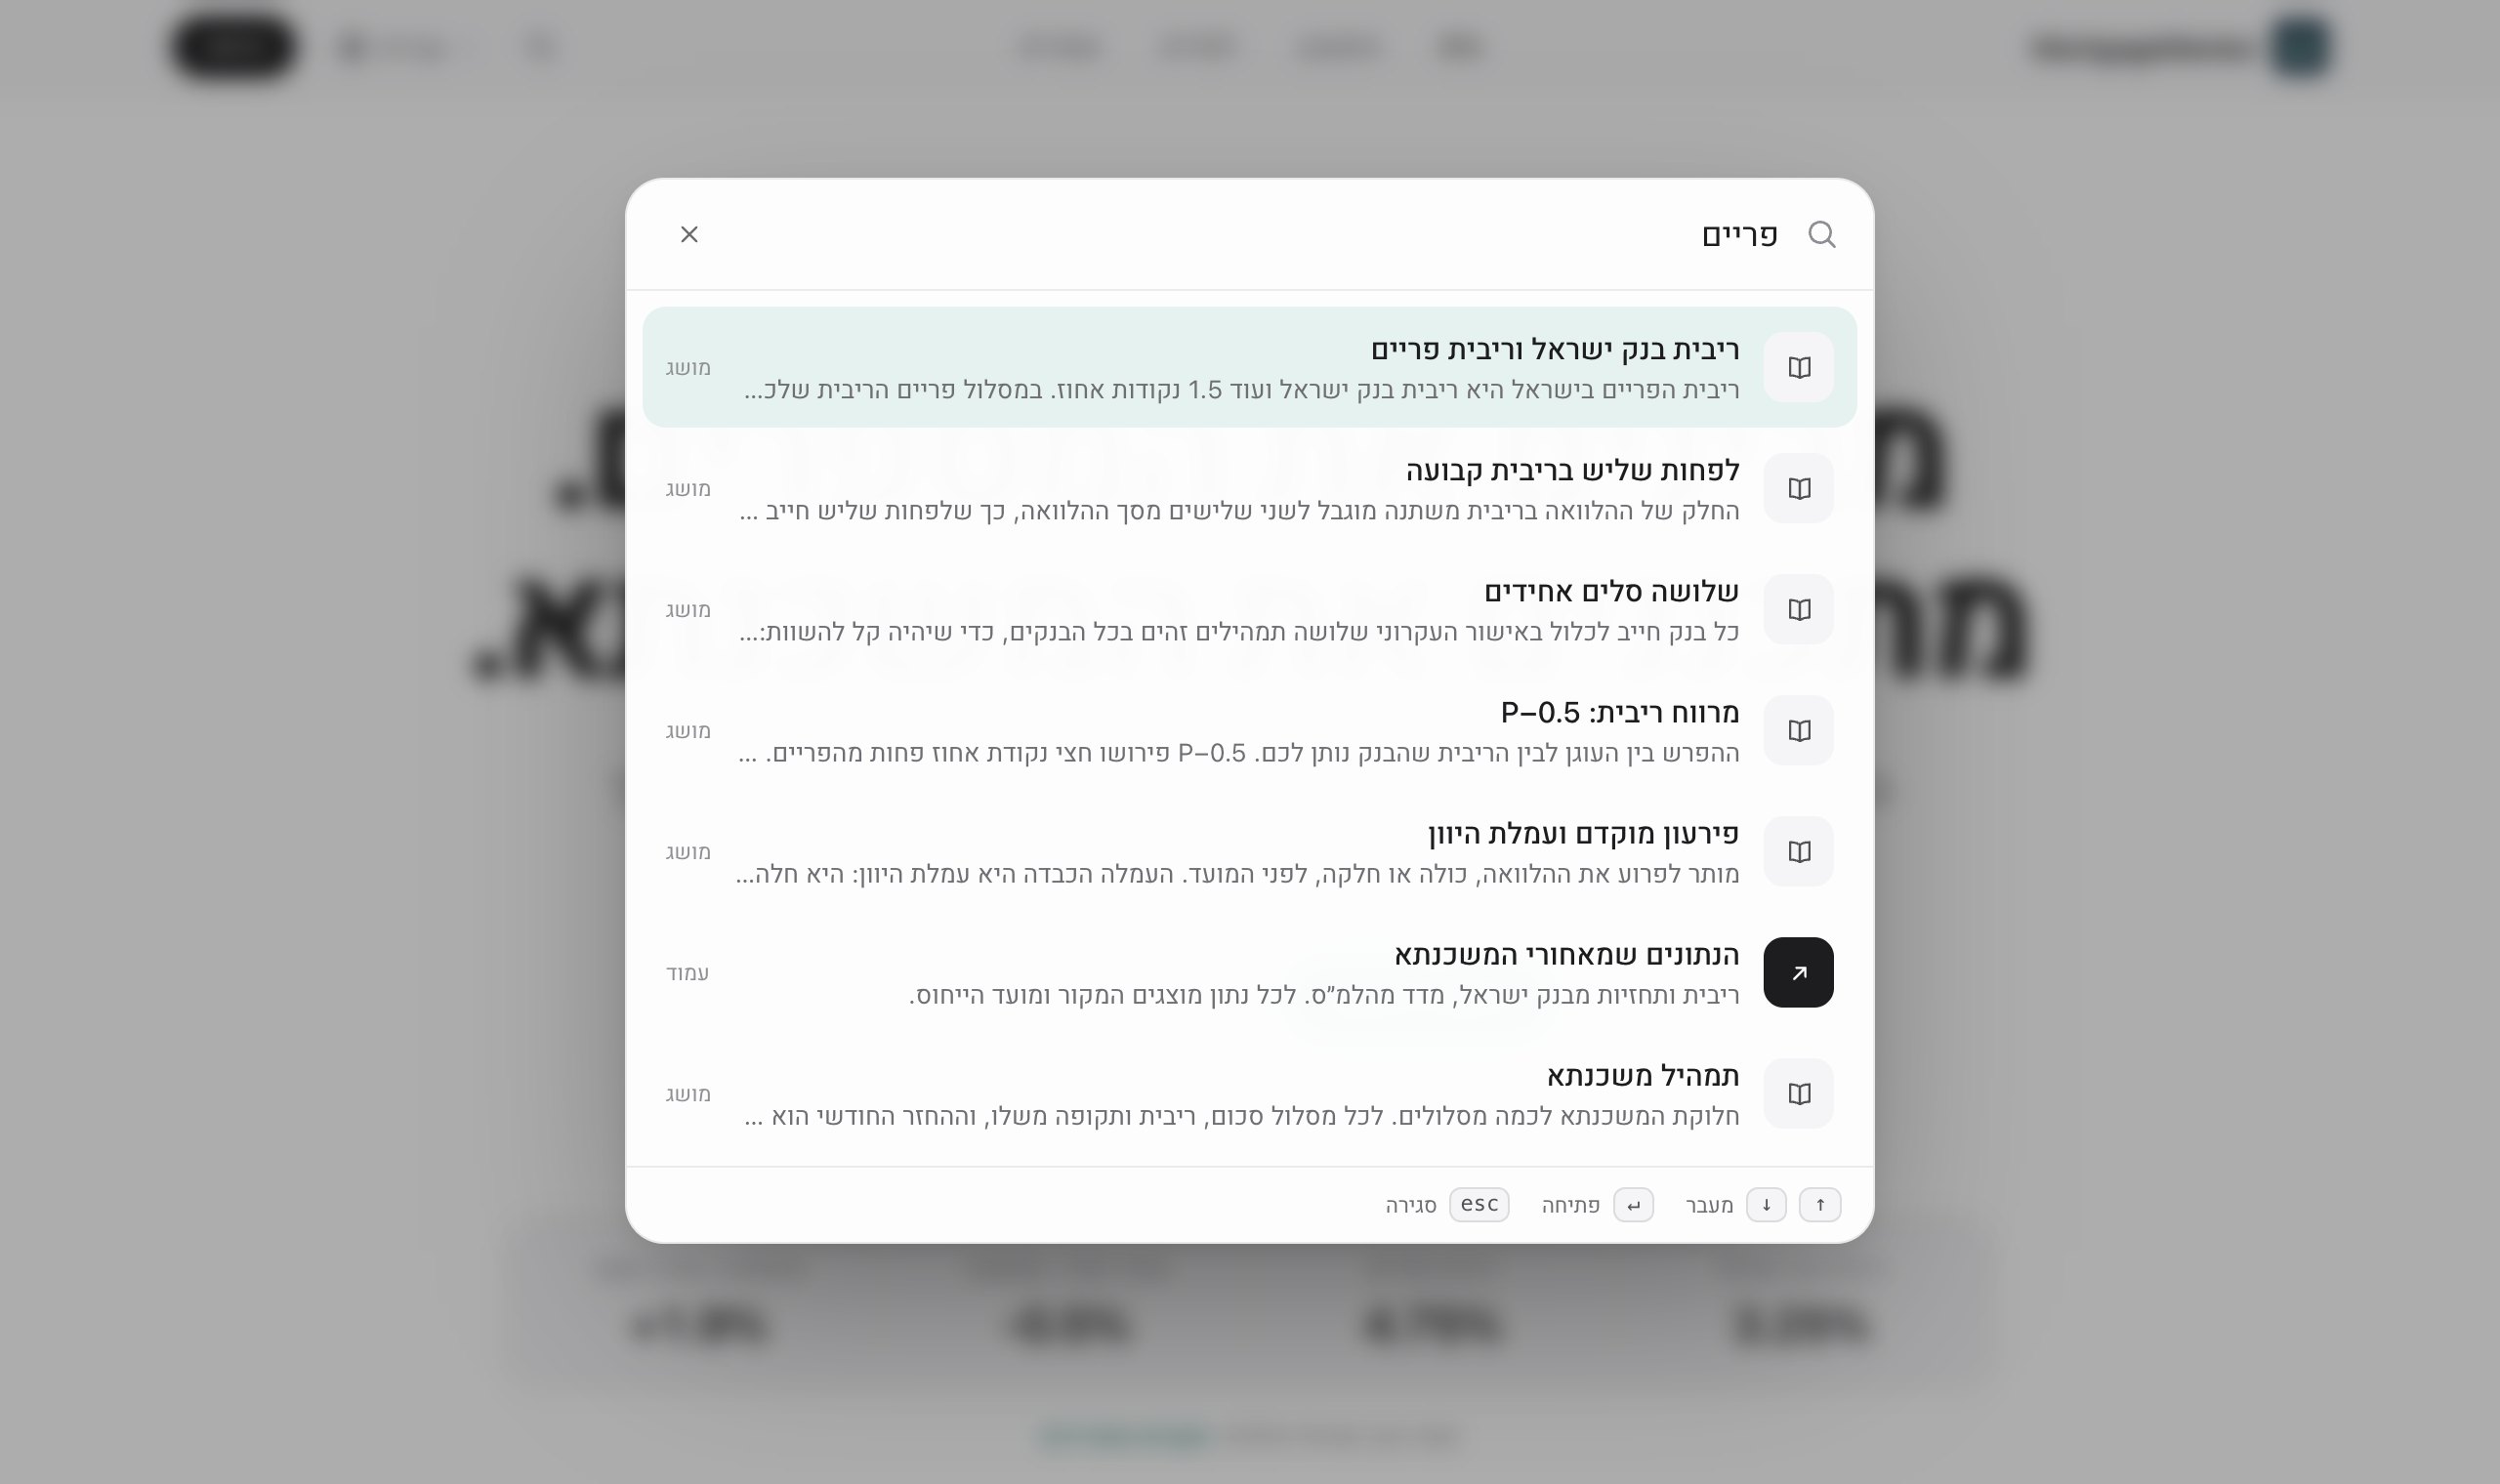 פריים
ריבית בנק ישראל וריבית פריים
ריבית הפריים בישראל היא ריבית בנק ישראל ועוד 1.5 נקודות אחוז. במסלול פריים הריבית שלכ...
מושג
לפחות שליש בריבית קבועה
החלק של ההלוואה בריבית משתנה מוגבל לשני שלישים מסך ההלוואה, כך שלפחות שליש חייב ...
מושג
שלושה סלים אחידים
כל בנק חייב לכלול באישור העקרוני שלושה תמהילים זהים בכל הבנקים, כדי שיהיה קל להשוות:...
מושג
מרווח ריבית: P−0.5
ההפרש בין העוגן לבין הריבית שהבנק נותן לכם. P−0.5 פירושו חצי נקודת אחוז פחות מהפריים. ...
מושג
פירעון מוקדם ועמלת היוון
מותר לפרוע את ההלוואה, כולה או חלקה, לפני המועד. העמלה הכבדה היא עמלת היוון: היא חלה...
מושג
הנתונים שמאחורי המשכנתא
ריבית ותחזיות מבנק ישראל, מדד מהלמ״ס. לכל נתון מוצגים המקור ומועד הייחוס.
עמוד
תמהיל משכנתא
חלוקת המשכנתא לכמה מסלולים. לכל מסלול סכום, ריבית ותקופה משלו, וההחזר החודשי הוא ...
מושג
↑ ↓ מעבר ↵ פתיחה esc סגירה
3.25% 4.75%